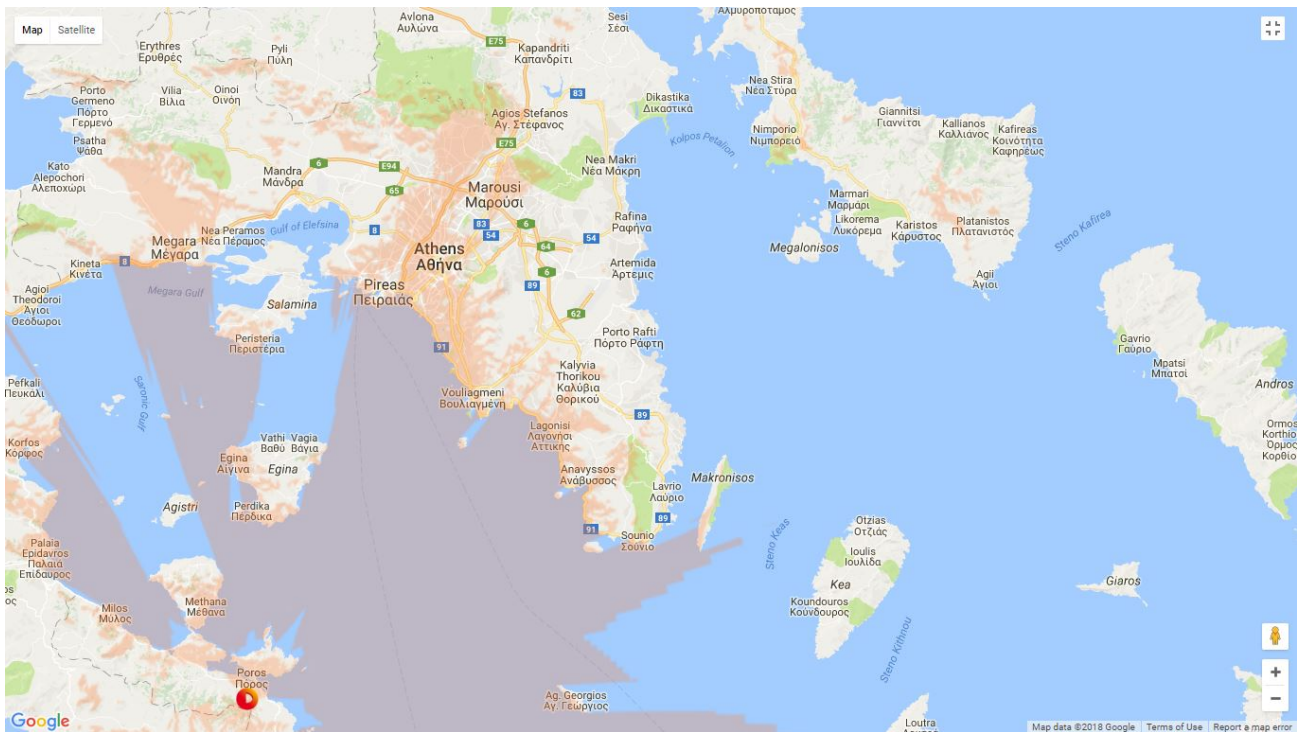 Map Satellite
Avlona
Αυλώνα
Sesi
Σέσι
Αλμυροπόταμος
E75
Kapandriti
Καπανδρίτι
Erythres
Ερυθρές
Pyli
Πύλη
Porto
Germeno
Πόρτο
Γερμενό
Vilia
Βίλια
Oinoi
Οινόη
83
Dikastika
Δικαστικά
Nea Stira
Νέα Στύρα
Agios Stefanos
Αγ. Στέφανος
E75
Psatha
Ψάθα
Giannitsi
Γιαννίτσι
Kallianos
Καλλιάνος
Kafireas
Κοινότητα
Καφηρέως
Nimporio
Νιμπορειό
Kolpos Petalion
Kato
Alepochori
Αλεποχώρι
Mandra
Μάνδρα
6
E94
65
Nea Makri
Νέα Μάκρη
Marousi
Μαρούσι
Marmari
Μαρμάρι
Likorema
Λυκόρεμα
Karistos
Κάρυστος
Platanistos
Πλατανιστός
Steno Kafirea
Rafina
Ραφήνα
Nea Peramos
Νέα Πέραμος
Gulf of Elefsina
8
83
54
6
54
64
Megara
Μέγαρα
Athens
Αθήνα
Megalonisos
Artemida
Άρτεμις
Kineta
Κινέτα
8
6
89
Agii
Άγιοι
Agioi
Theodoroi
Άγιοι
Θεόδωροι
Megara Gulf
Salamina
Pireas
Πειραιάς
62
Peristeria
Περιστέρια
91
Porto Rafti
Πόρτο Ράφτη
Gavrio
Γαύριο
Mpatsi
Μπατσί
Andros
Kalyvia
Thorikou
Καλύβια
Θορικού
Pefkali
Πευκάλι
Saronic Gulf
Vouliagmeni
Βουλιαγμένη
89
Lagonisi
Λαγονήσι
Αττικής
Ormos
Korthio
Όρμος
Κορθίο
Korfos
Κόρφος
Vathi
Βαθύ
Vagia
Βάγια
Egina
Αίγινα
Egina
Anavyssos
Ανάβυσσος
Makronisos
Lavrio
Λαύριο
Agistri
Perdika
Πέρδικα
89
91
Sounio
Σούνιο
Steno Keas
Otzias
Οτζιάς
Ioulis
Ιουλίδα
Palaia
Epidavros
Παλαιά
Επίδαυρος
Kea
Giaros
Methana
Μέθανα
Milos
Μύλος
Koundouros
Κούνδουρος
Steno Kithnou
Poros
Πόρος
Ag. Georgios
Αγ. Γεώργιος
Loutra
Google
Map data ©2018 Google Terms of Use Report a map error